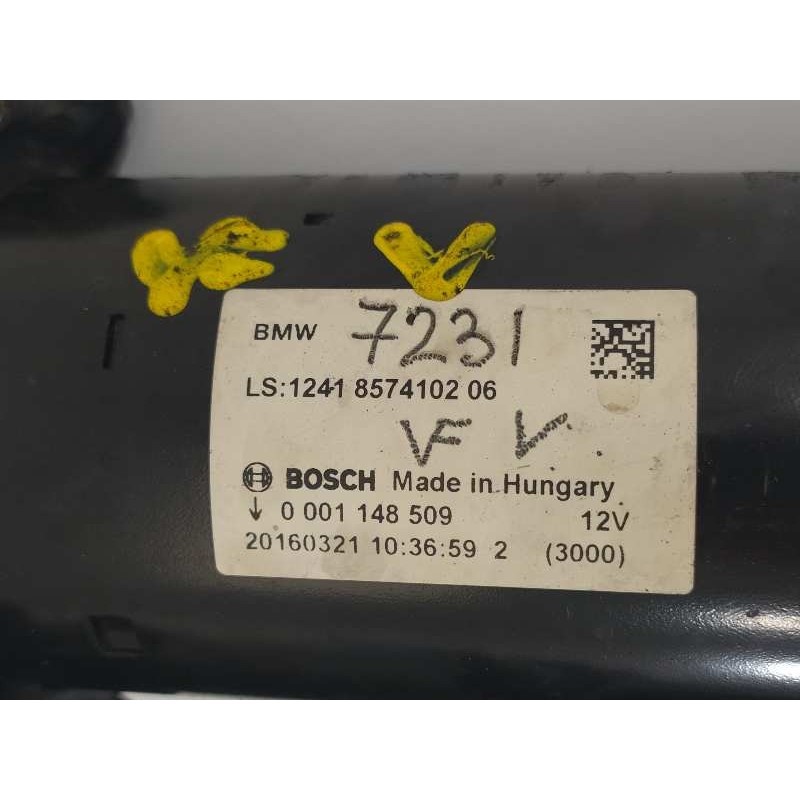 VF V
BMW 7231
LS:1241 8574102 06
VF V.
BOSCH Made in Hungary
↓ 0 001 148 509 12V
20160321 10:36:59 2 (3000)